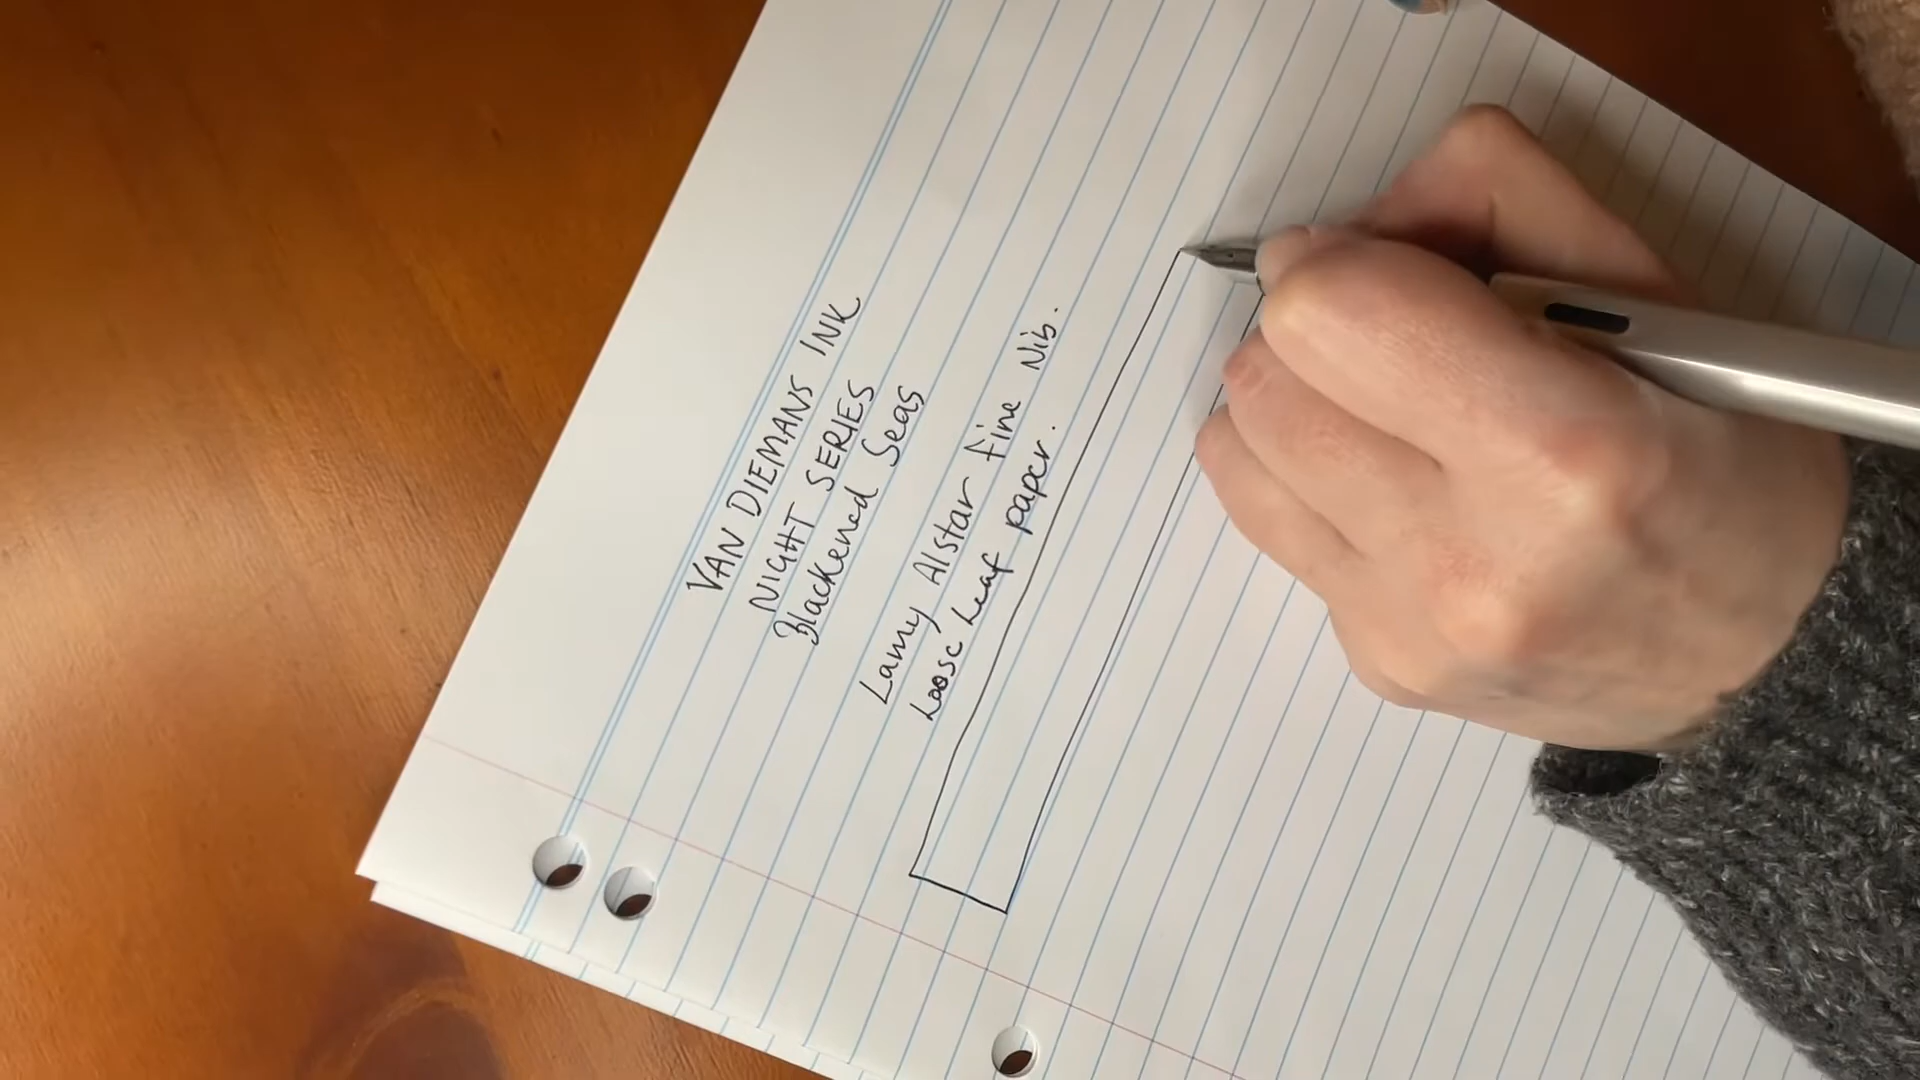 VAN DIEMANS INK
NIGHT SERIES
Blackened Seas
Lamy Alstar Fine Nib.
Loose Leaf paper.